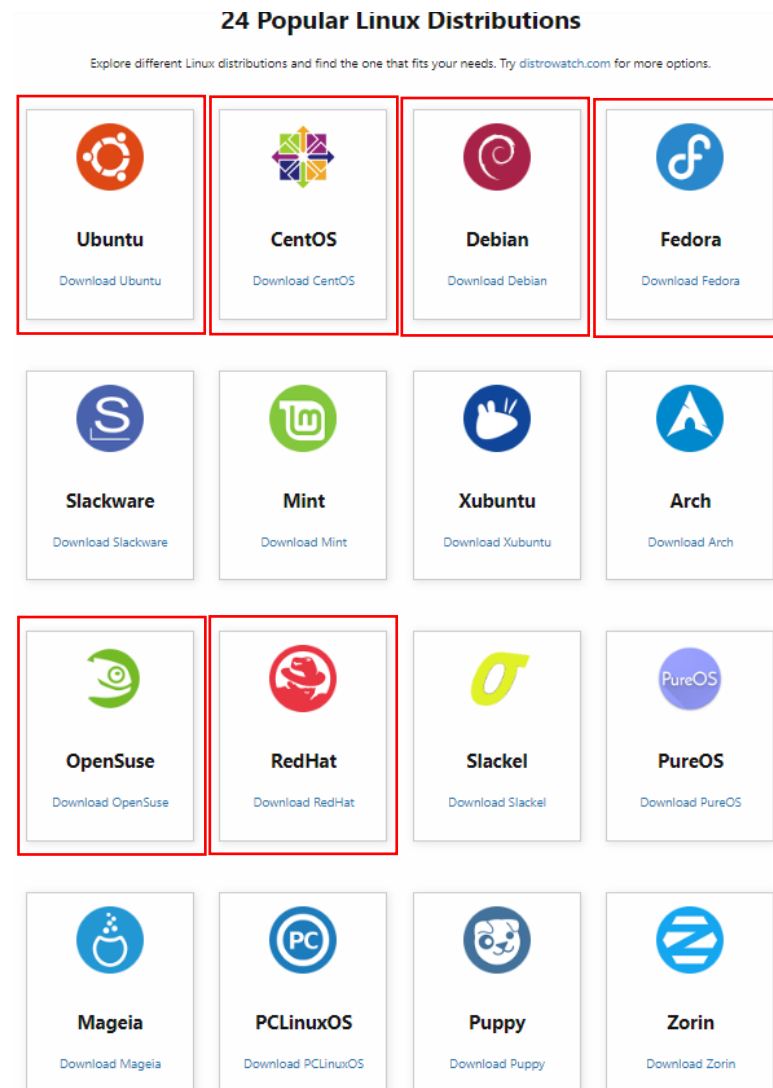 24 Popular Linux Distributions
Explore different Linux distributions and find the one that fits your needs. Try distrowatch.com for more options.
Ubuntu
Download Ubuntu
CentOS
Download CentOS
Debian
Download Debian
Fedora
Download Fedora
S
Slackware
Download Slackware
Mint
Download Mint
Xubuntu
Download Xubuntu
Arch
Download Arch
OpenSuse
Download OpenSuse
RedHat
Download RedHat
Slackel
Download Slackel
PureOS
PureOS
Download PureOS
Mageia
Download Mageia
PC
PCLinuxOS
Download PCLinuxOS
Puppy
Download Puppy
Zorin
Download Zorin